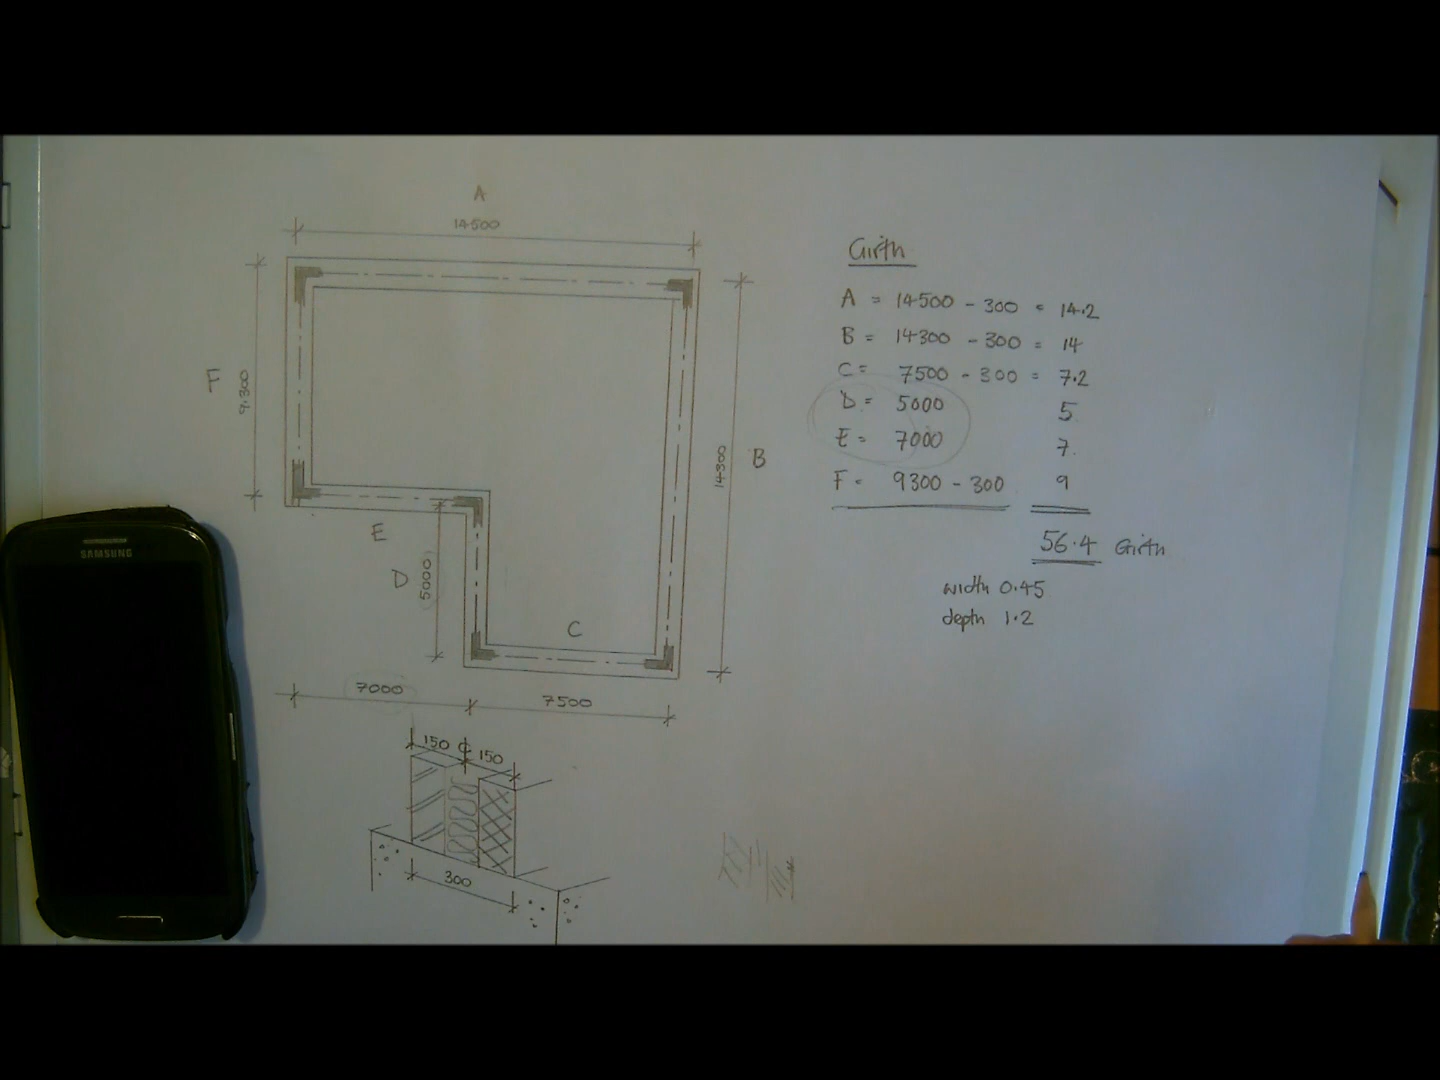 A
14500
Girth
A = 14500 - 300 = 14.2
B = 14300 - 300 = 14
C = 7500 - 300 = 7.2
D = 5000 5
E = 7000 7
F = 9300 - 300 9
56.4 Girth
width 0.45
depth 1.2
F
9300
B
14300
E
D
5000
C
7000
7500
150 150
300
SAMSUNG